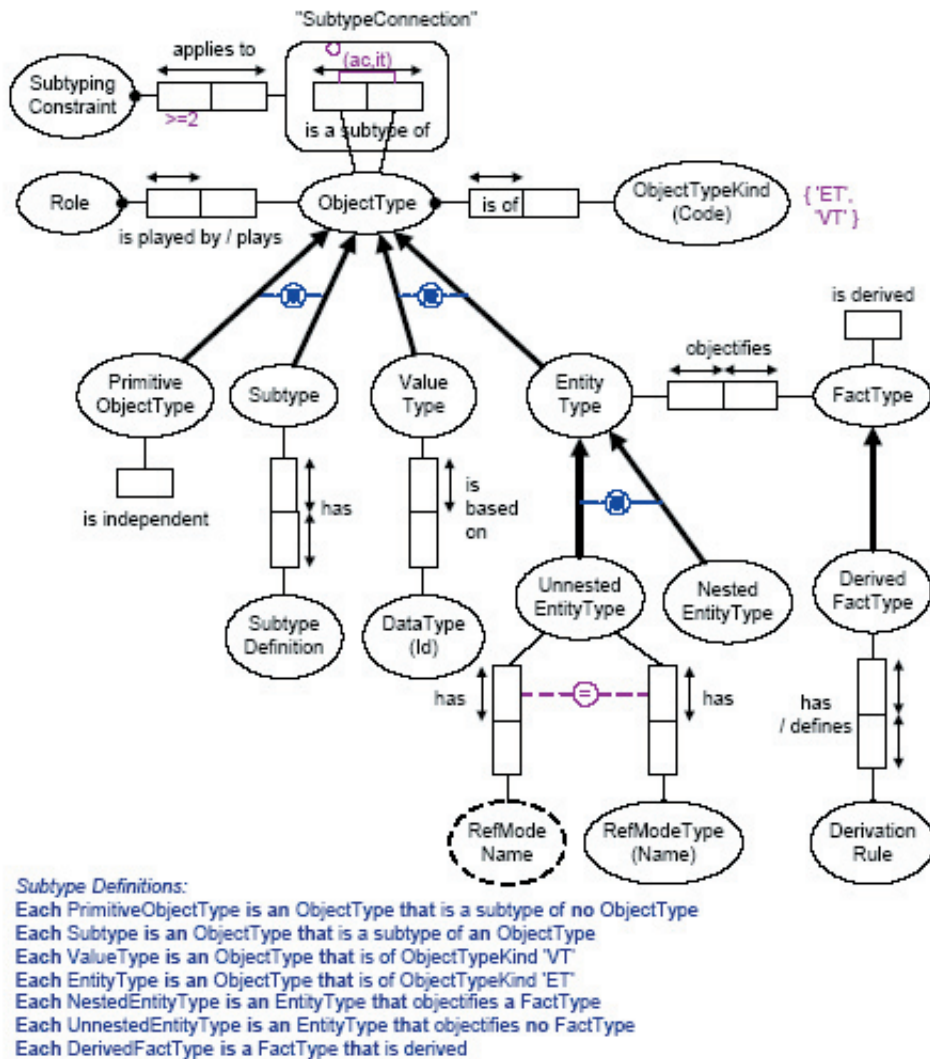 "SubtypeConnection"
applies to
(ac,it)
Subtyping
Constraint
>=2
is a subtype of
Role
ObjectType
is of
ObjectTypeKind
(Code)
{ 'ET',
'VT' }
is played by / plays
is derived
objectifies
Primitive
ObjectType
Subtype
Value
Type
Entity
Type
FactType
is independent
has
is
based
on
Unnested
EntityType
Nested
EntityType
Derived
FactType
Subtype
Definition
DataType
(Id)
has
=
has
has
/ defines
RefMode
Name
RefModeType
(Name)
Derivation
Rule
Subtype Definitions:
Each PrimitiveObjectType is an ObjectType that is a subtype of no ObjectType
Each Subtype is an ObjectType that is a subtype of an ObjectType
Each ValueType is an ObjectType that is of ObjectTypeKind 'VT'
Each EntityType is an ObjectType that is of ObjectTypeKind 'ET'
Each NestedEntityType is an EntityType that objectifies a FactType
Each UnnestedEntityType is an EntityType that objectifies no FactType
Each DerivedFactType is a FactType that is derived